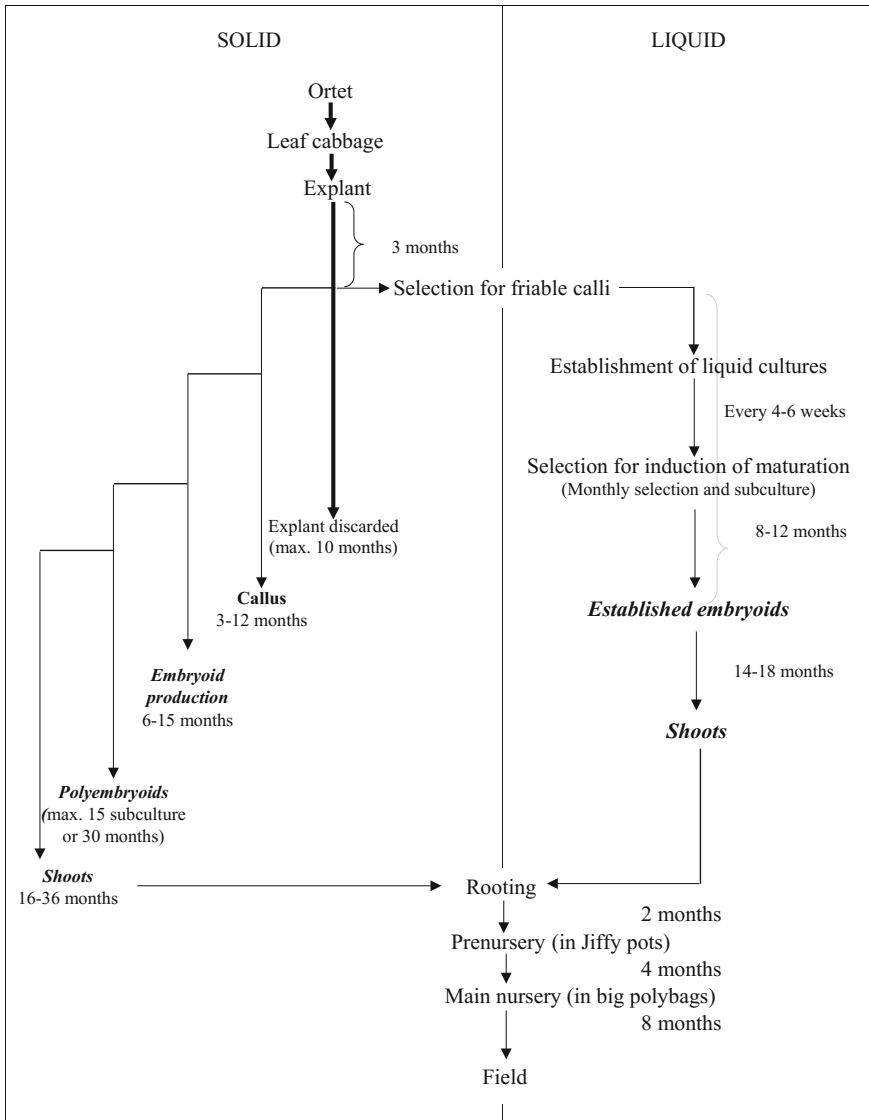 SOLID
LIQUID
Ortet
Leaf cabbage
Explant
3 months
Selection for friable calli
Establishment of liquid cultures
Every 4-6 weeks
Selection for induction of maturation
(Monthly selection and subculture)
Explant discarded
(max. 10 months)
8-12 months
Callus
3-12 months
Established embryoids
Embryoid
production
6-15 months
14-18 months
Shoots
Polyembryoids
(max. 15 subculture
or 30 months)
Shoots
16-36 months
Rooting
2 months
Prenursery (in Jiffy pots)
4 months
Main nursery (in big polybags)
8 months
Field